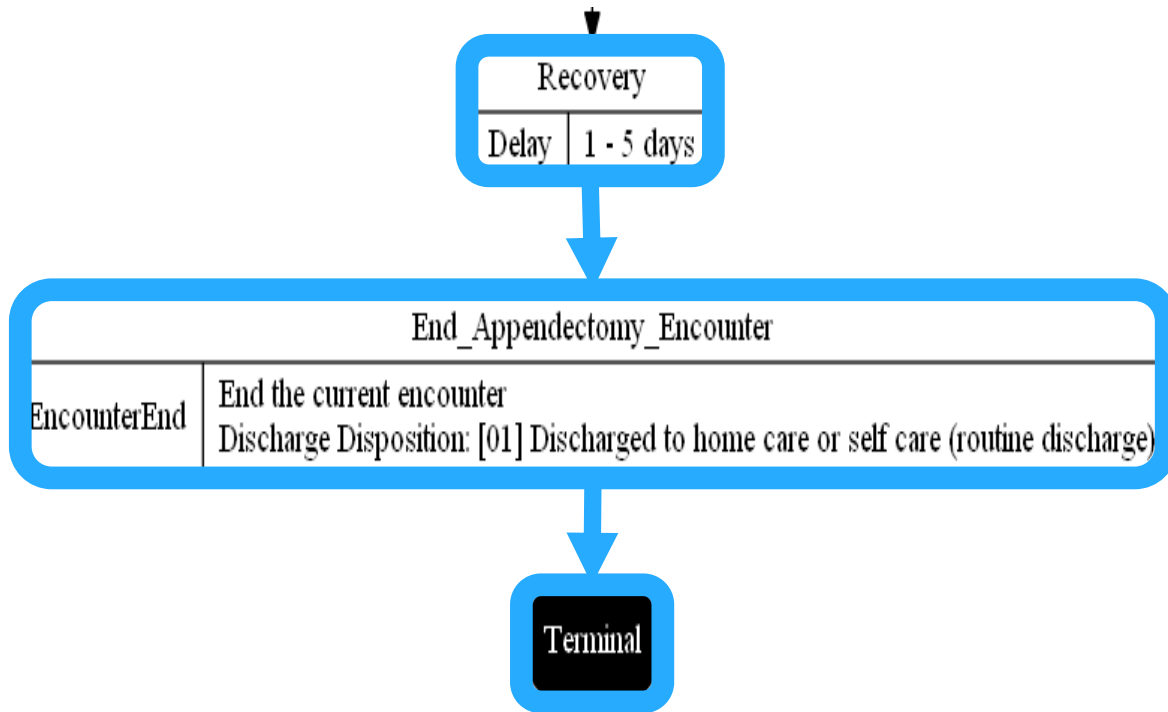 Recovery
Delay 1 - 5 days
End_Appendectomy_Encounter
EncounterEnd
End the current encounter
Discharge Disposition: [01] Discharged to home care or self care (routine discharge)
Terminal